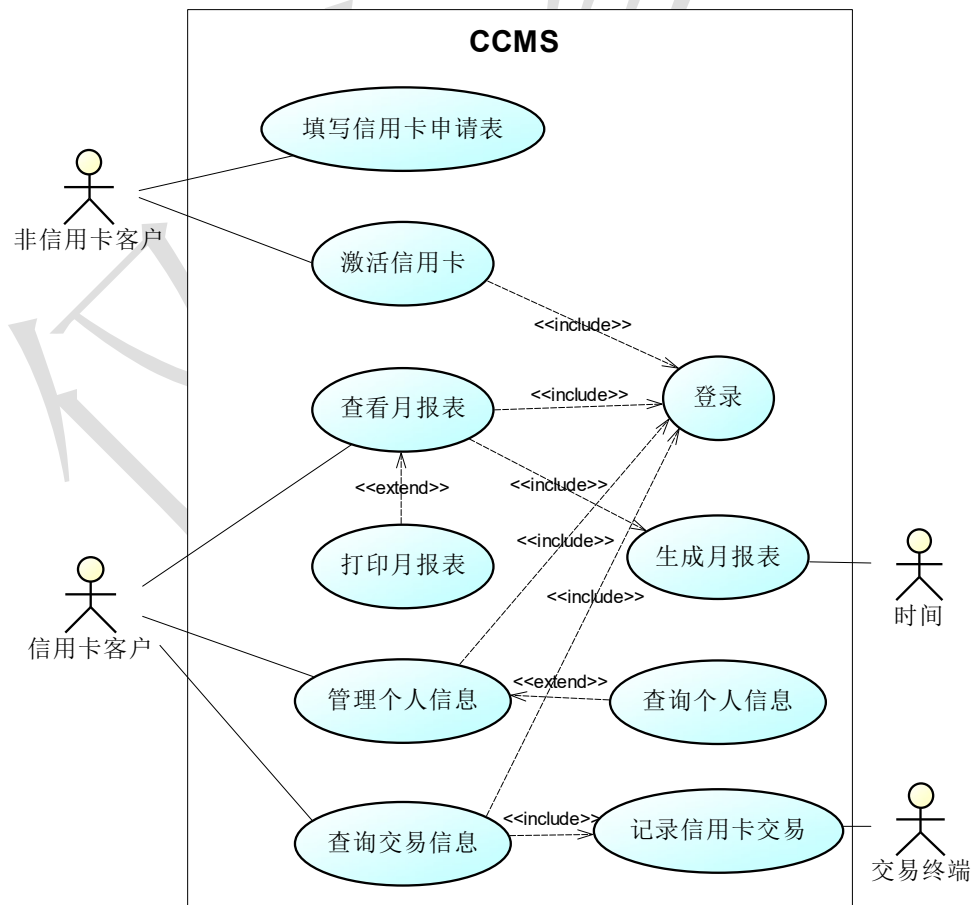 CCMS
填写信用卡申请表
非信用卡客户
激活信用卡
<<include>>
登录
查看月报表
<<include>>
<<extend>>
<<include>>
打印月报表
<<include>>
生成月报表
时间
<<include>>
信用卡客户
管理个人信息
<<extend>>
查询个人信息
查询交易信息
<<include>>
记录信用卡交易
交易终端